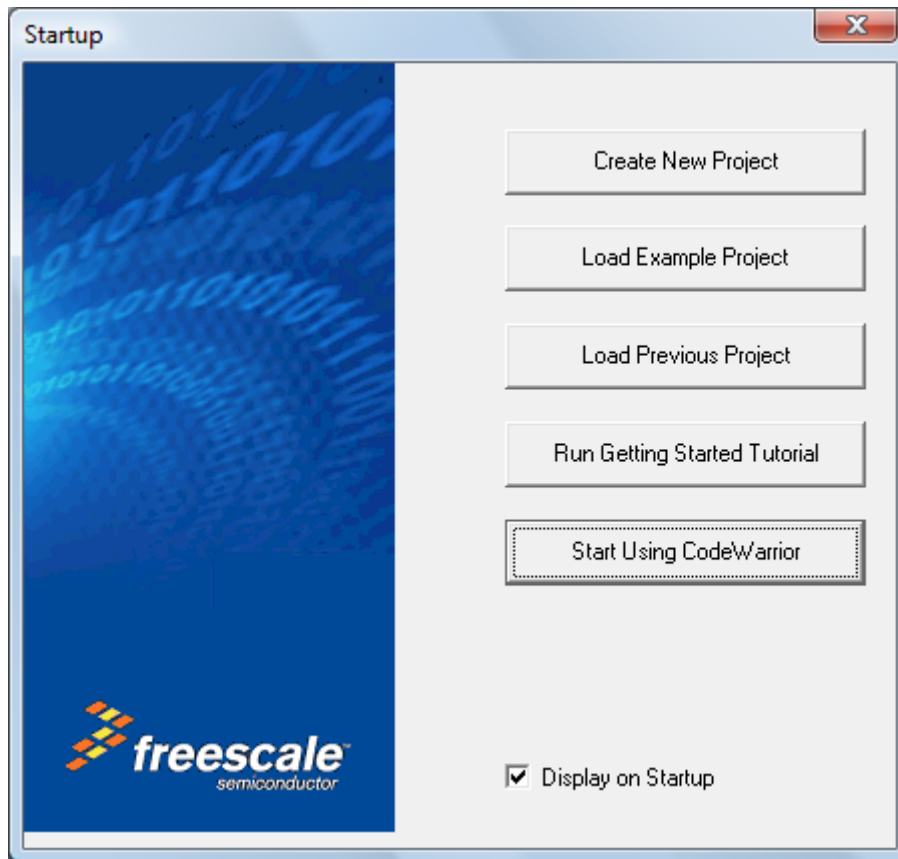 Startup
Create New Project
Load Example Project
Load Previous Project
Run Getting Started Tutorial
Start Using CodeWarrior
freescale™
semiconductor
Display on Startup